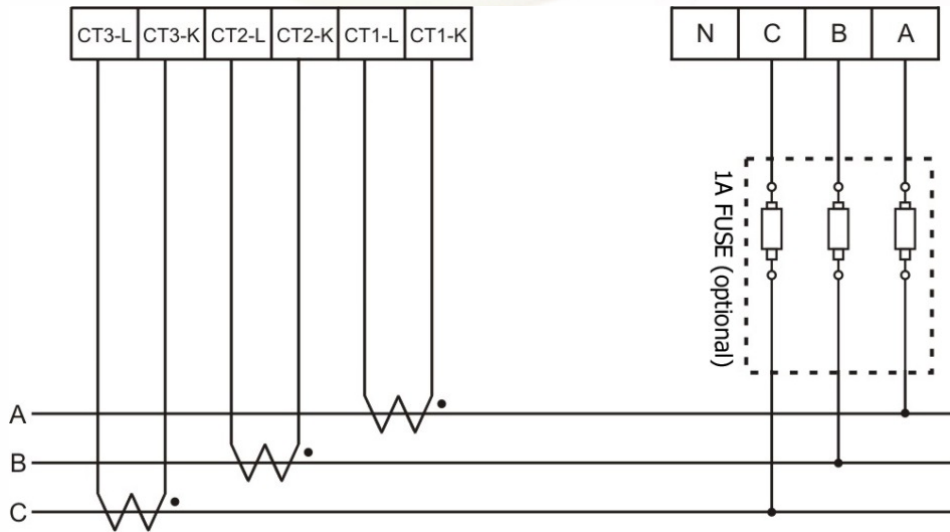 CT3-L CT3-K CT2-L CT2-K CT1-L CT1-K
N C B A
1A FUSE (optional)
A
B
C